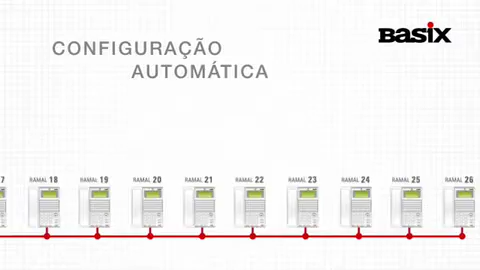 BASiX
CONFIGURAÇÃO
AUTOMÁTICA
7 RAMAL 18 RAMAL 19 RAMAL 20 RAMAL 21 RAMAL 22 RAMAL 23 RAMAL 24 RAMAL 25 RAMAL 26